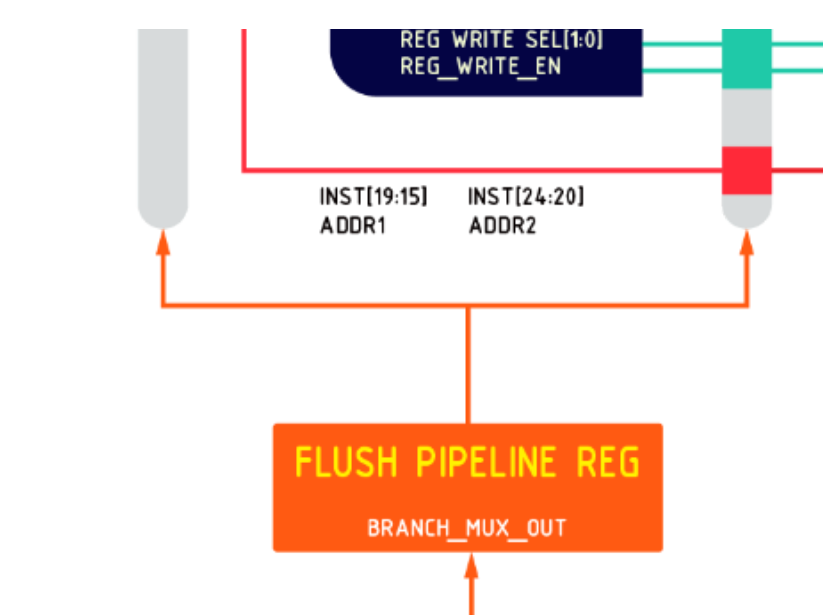 REG WRITE SEL[1:0]
REG_WRITE_EN
INST[19:15] INST[24:20]
ADDR1 ADDR2
FLUSH PIPELINE REG
BRANCH_MUX_OUT